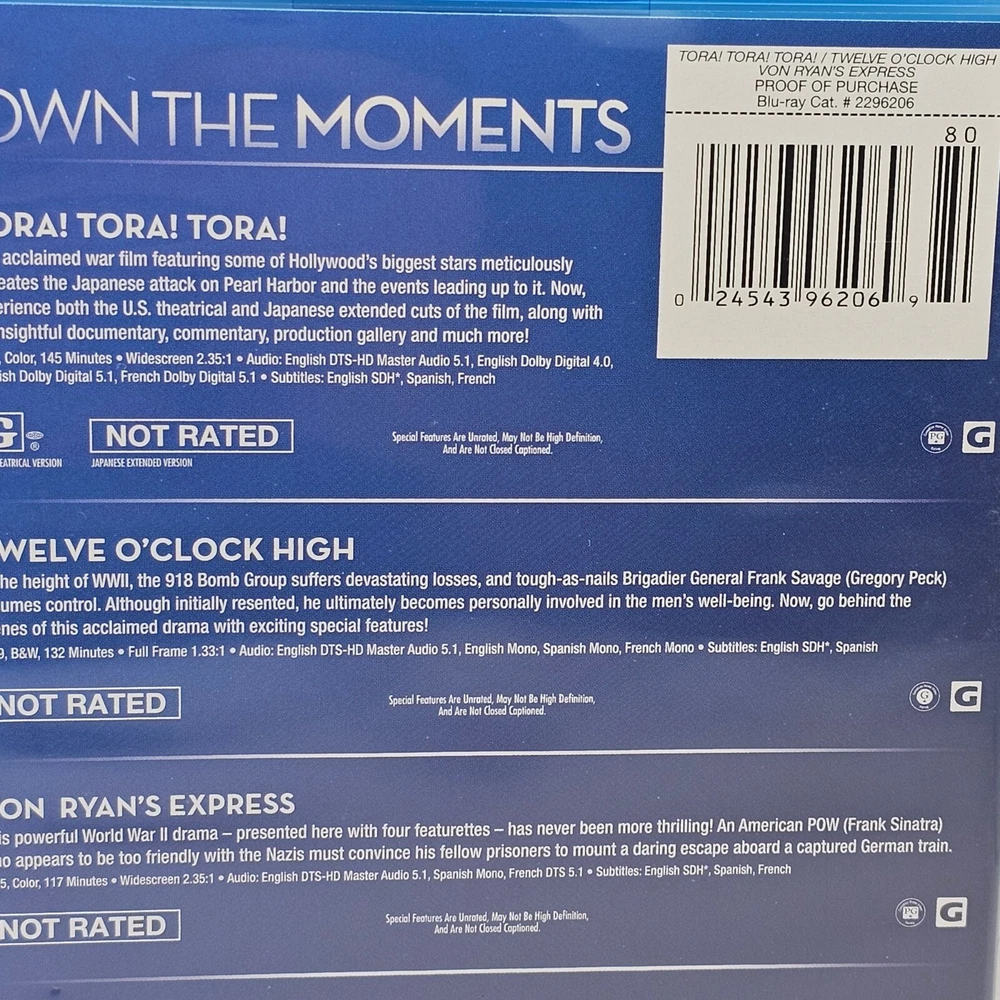 OWN THE MOMENTS
TORA! TORA! TORA! / TWELVE O'CLOCK HIGH
VON RYAN'S EXPRESS
PROOF OF PURCHASE
Blu-ray Cat. # 2296206
80
0 24543 96206 9
ORA! TORA! TORA!
acclaimed war film featuring some of Hollywood's biggest stars meticulously
eates the Japanese attack on Pearl Harbor and the events leading up to it. Now,
erience both the U.S. theatrical and Japanese extended cuts of the film, along with
nsightful documentary, commentary, production gallery and much more!
, Color, 145 Minutes • Widescreen 2.35:1 • Audio: English DTS-HD Master Audio 5.1, English Dolby Digital 4.0,
ish Dolby Digital 5.1, French Dolby Digital 5.1 • Subtitles: English SDH*, Spanish, French
G ®
NOT RATED
EATRICAL VERSION
JAPANESE EXTENDED VERSION
Special Features Are Unrated, May Not Be High Definition,
And Are Not Closed Captioned.
PG G
WELVE O'CLOCK HIGH
he height of WWII, the 918 Bomb Group suffers devastating losses, and tough-as-nails Brigadier General Frank Savage (Gregory Peck)
umes control. Although initially resented, he ultimately becomes personally involved in the men's well-being. Now, go behind the
enes of this acclaimed drama with exciting special features!
9, B&W, 132 Minutes • Full Frame 1.33:1 • Audio: English DTS-HD Master Audio 5.1, English Mono, Spanish Mono, French Mono • Subtitles: English SDH*, Spanish
NOT RATED
Special Features Are Unrated, May Not Be High Definition,
And Are Not Closed Captioned.
G G
ON RYAN'S EXPRESS
is powerful World War II drama – presented here with four featurettes – has never been more thrilling! An American POW (Frank Sinatra)
o appears to be too friendly with the Nazis must convince his fellow prisoners to mount a daring escape aboard a captured German train.
5, Color, 117 Minutes • Widescreen 2.35:1 • Audio: English DTS-HD Master Audio 5.1, Spanish Mono, French DTS 5.1 • Subtitles: English SDH*, Spanish, French
NOT RATED
Special Features Are Unrated, May Not Be High Definition,
And Are Not Closed Captioned.
PG G